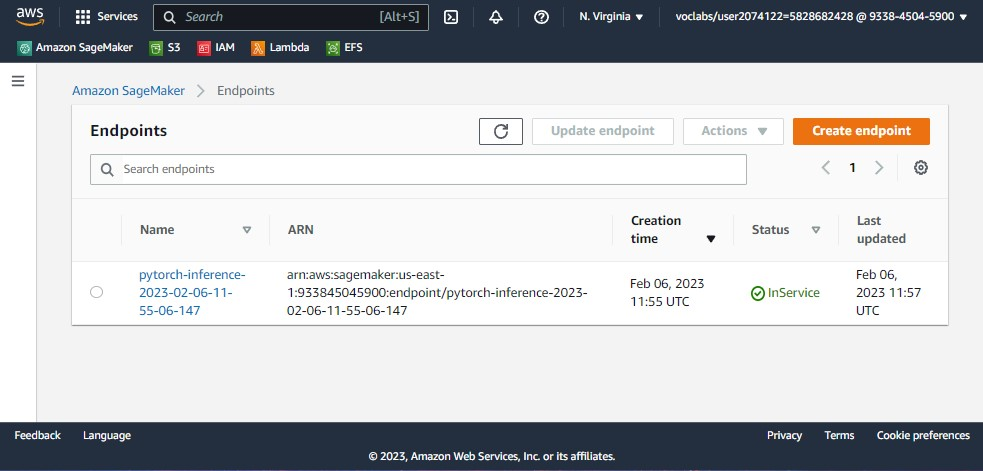 aws Services Search [Alt+S] N. Virginia voclabs/user2074122=5828682428 @ 9338-4504-5900
Amazon SageMaker S3 IAM Lambda EFS
Amazon SageMaker Endpoints
Endpoints Update endpoint Actions Create endpoint
Search endpoints 1
Name ARN Creation time Status Last updated
pytorch-inference-
2023-02-06-11-
55-06-147
arn:aws:sagemaker:us-east-
1:933845045900:endpoint/pytorch-inference-2023-
02-06-11-55-06-147
Feb 06, 2023
11:55 UTC
InService
Feb 06,
2023 11:57
UTC
Feedback Language Privacy Terms Cookie preferences
© 2023, Amazon Web Services, Inc. or its affiliates.